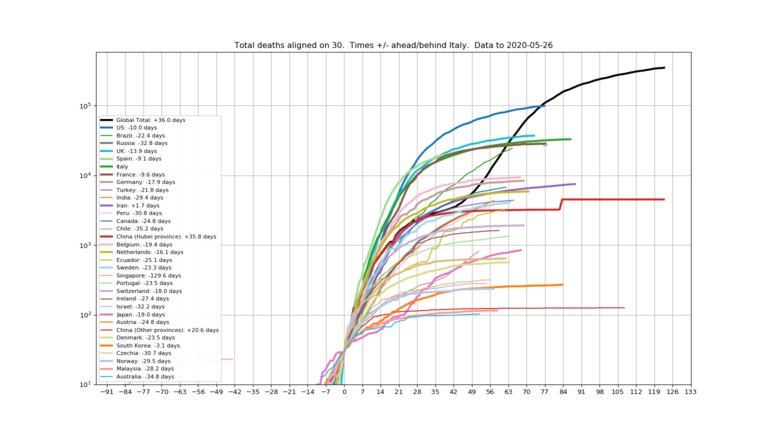 Total deaths aligned on 30.  Times +/- ahead/behind Italy.  Data to 2020-05-26
10⁵
10⁴
10³
10²
10¹
Global Total: +36.0 days
US: -10.0 days
Brazil: -22.4 days
Russia: -32.8 days
UK: -13.9 days
Spain: -9.1 days
Italy
France: -9.6 days
Germany: -17.9 days
Turkey: -21.8 days
India: -29.4 days
Iran: +1.7 days
Peru: -30.8 days
Canada: -24.8 days
Chile: -35.2 days
China (Hubei province): +35.8 days
Belgium: -19.4 days
Netherlands: -16.1 days
Ecuador: -25.1 days
Sweden: -23.3 days
Singapore: -129.6 days
Portugal: -23.5 days
Switzerland: -18.0 days
Ireland: -27.4 days
Israel: -32.2 days
Japan: -19.0 days
Austria: -24.8 days
China (Other provinces): +20.6 days
Denmark: -23.5 days
South Korea: -3.1 days
Czechia: -30.7 days
Norway: -29.5 days
Malaysia: -28.2 days
Australia: -34.8 days
−91 −84 −77 −70 −63 −56 −49 −42 −35 −28 −21 −14 −7 0 7 14 21 28 35 42 49 56 63 70 77 84 91 98 105 112 119 126 133